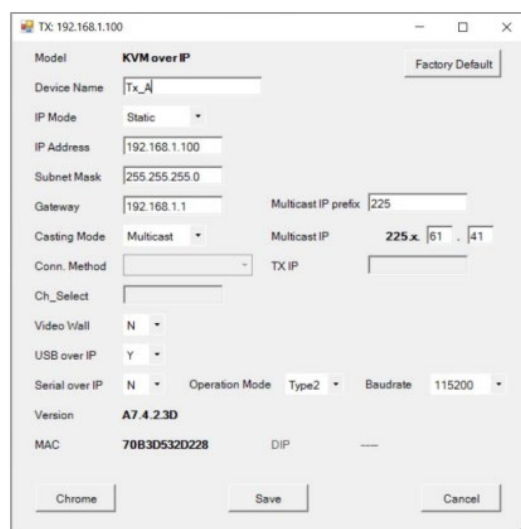 TX: 192.168.1.100
Model KVM over IP Factory Default
Device Name Tx_A
IP Mode Static
IP Address 192.168.1.100
Subnet Mask 255.255.255.0
Gateway 192.168.1.1 Multicast IP prefix 225
Casting Mode Multicast Multicast IP 225.x. 61 . 41
Conn. Method TX IP
Ch_Select
Video Wall N
USB over IP Y
Serial over IP N Operation Mode Type2 Baudrate 115200
Version A7.4.2.3D
MAC 70B3D532D228 DIP ----
Chrome Save Cancel